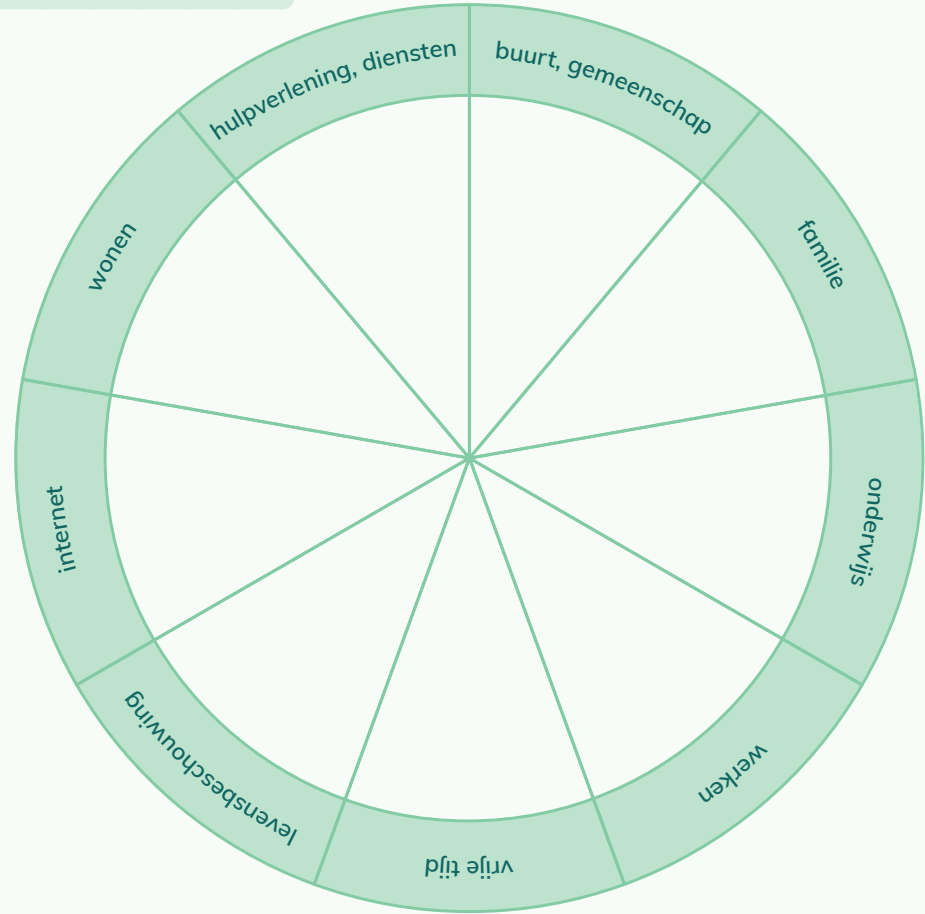 buurt, gemeenschap
familie
onderwijs
werken
vrije tijd
levensbeschouwing
internet
wonen
hulpverlening, diensten